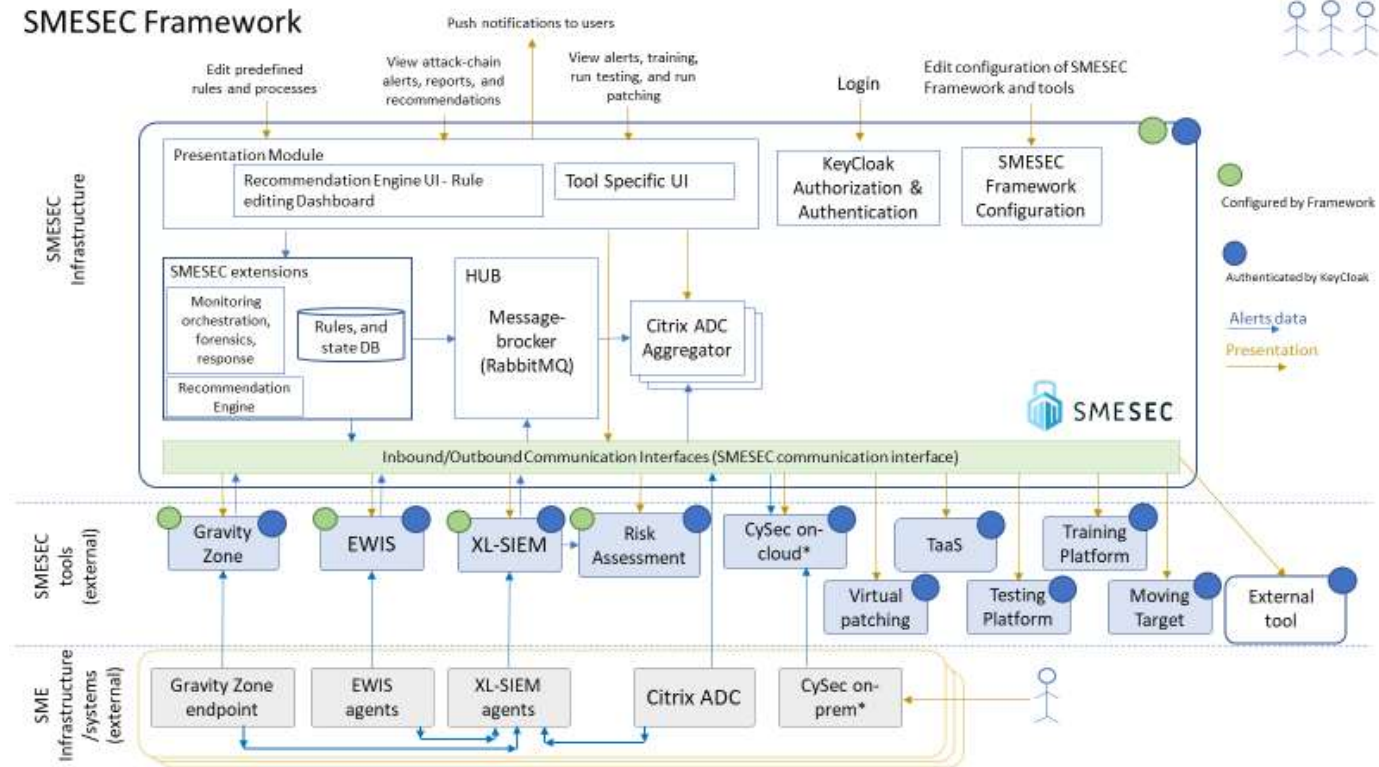 SMESEC Framework
Push notifications to users
Edit predefined
rules and processes
View attack-chain
alerts, reports, and
recommendations
View alerts, training,
run testing, and run
patching
Login
Edit configuration of SMESEC
Framework and tools
SMESEC
Infrastructure
Presentation Module
Recommendation Engine UI - Rule
editing Dashboard
Tool Specific UI
KeyCloak
Authorization &
Authentication
SMESEC
Framework
Configuration
Configured by Framework
Authenticated by KeyCloak
Alerts data
Presentation
SMESEC extensions
Monitoring
orchestration,
forensics,
response
Rules, and
state DB
Recommendation
Engine
HUB
Message-
brocker
(RabbitMQ)
Citrix ADC
Aggregator
SMESEC
Inbound/Outbound Communication Interfaces (SMESEC communication interface)
SMESEC
tools
(external)
Gravity
Zone
EWIS
XL-SIEM
Risk
Assessment
CySec on-
cloud*
TaaS
Training
Platform
Virtual
patching
Testing
Platform
Moving
Target
External
tool
SME
Infrastructure
/systems
(external)
Gravity Zone
endpoint
EWIS
agents
XL-SIEM
agents
Citrix ADC
CySec on-
prem*